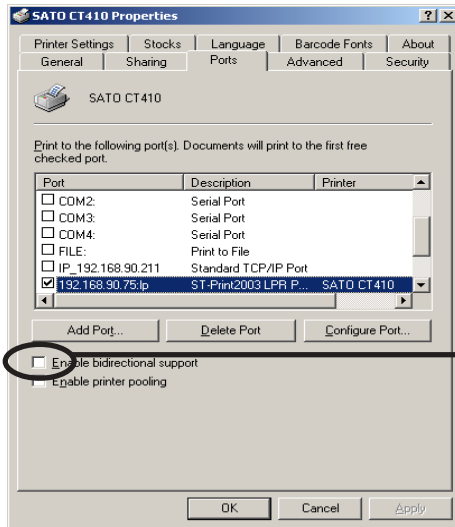 SATO CT410 Properties
Printer Settings Stocks Language Barcode Fonts About
General Sharing Ports Advanced Security
SATO CT410
Print to the following port(s). Documents will print to the first free
checked port.
Port Description Printer
COM2: Serial Port
COM3: Serial Port
COM4: Serial Port
FILE: Print to File
IP_192.168.90.211 Standard TCP/IP Port
192.168.90.75:lp ST-Print2003 LPR P... SATO CT410
Add Port... Delete Port Configure Port...
Enable bidirectional support
Enable printer pooling
OK Cancel Apply